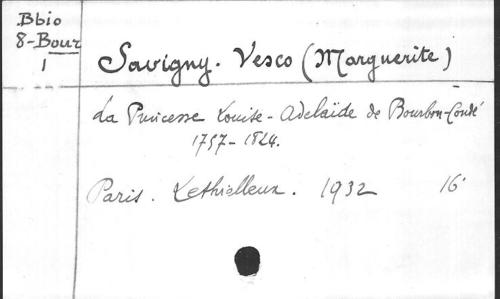 Bbio
8-Bour
1
Savigny-Vesco (Marguerite)
La Princesse Louise-Adelaïde de Bourbon-Condé
1757-1824.
Paris. Lethielleux. 1932 16°